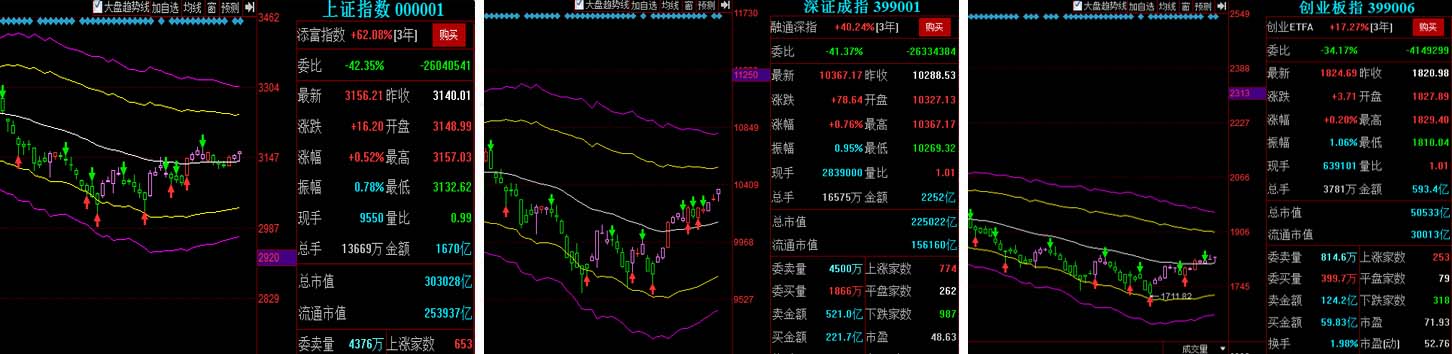 大盘趋势线 加自选 均线 窗 预测
3462
3304
3147
2987
2920
2829
上证指数 000001
添富指数 +62.08%[3年] 购买
委比 -42.35% -26040541
最新 3156.21 昨收 3140.01
涨跌 +16.20 开盘 3140.99
涨幅 +0.52% 最高 3157.03
振幅 0.78% 最低 3132.62
现手 9550 量比 0.99
总手 13669万 金额 1670亿
总市值 303028亿
流通市值 253937亿
委卖量 4376万 上涨家数 653
大盘趋势线 加自选 均线 窗 预测
11730
11250
10849
10409
9968
9527
深证成指 399001
融通深指 +40.24%[3年] 购买
委比 -41.37% -26334384
最新 10367.17 昨收 10288.53
涨跌 +78.64 开盘 10327.13
涨幅 +0.76% 最高 10367.17
振幅 0.95% 最低 10269.32
现手 2839000 量比 1.01
总手 16575万 金额 2252亿
总市值 225022亿
流通市值 156160亿
委卖量 4500万 上涨家数 774
委买量 1866万 平盘家数 262
卖金额 521.0亿 下跌家数 987
买金额 221.7亿 市盈 48.63
大盘趋势线 加自选 均线 窗 预测
2549
2388
2313
2227
2066
1906
1745
1711.82
成交量
创业板指 399006
创业ETFA +17.27%[3年] 购买
委比 -34.17% -4149299
最新 1824.69 昨收 1820.98
涨跌 +3.71 开盘 1827.89
涨幅 +0.20% 最高 1829.40
振幅 1.06% 最低 1810.04
现手 639101 量比 1.01
总手 3781万 金额 593.4亿
总市值 50533亿
流通市值 30013亿
委卖量 814.6万 上涨家数 253
委买量 399.7万 平盘家数 79
卖金额 124.2亿 下跌家数 318
买金额 59.83亿 市盈 71.93
换手 1.98% 市盈(动) 52.76